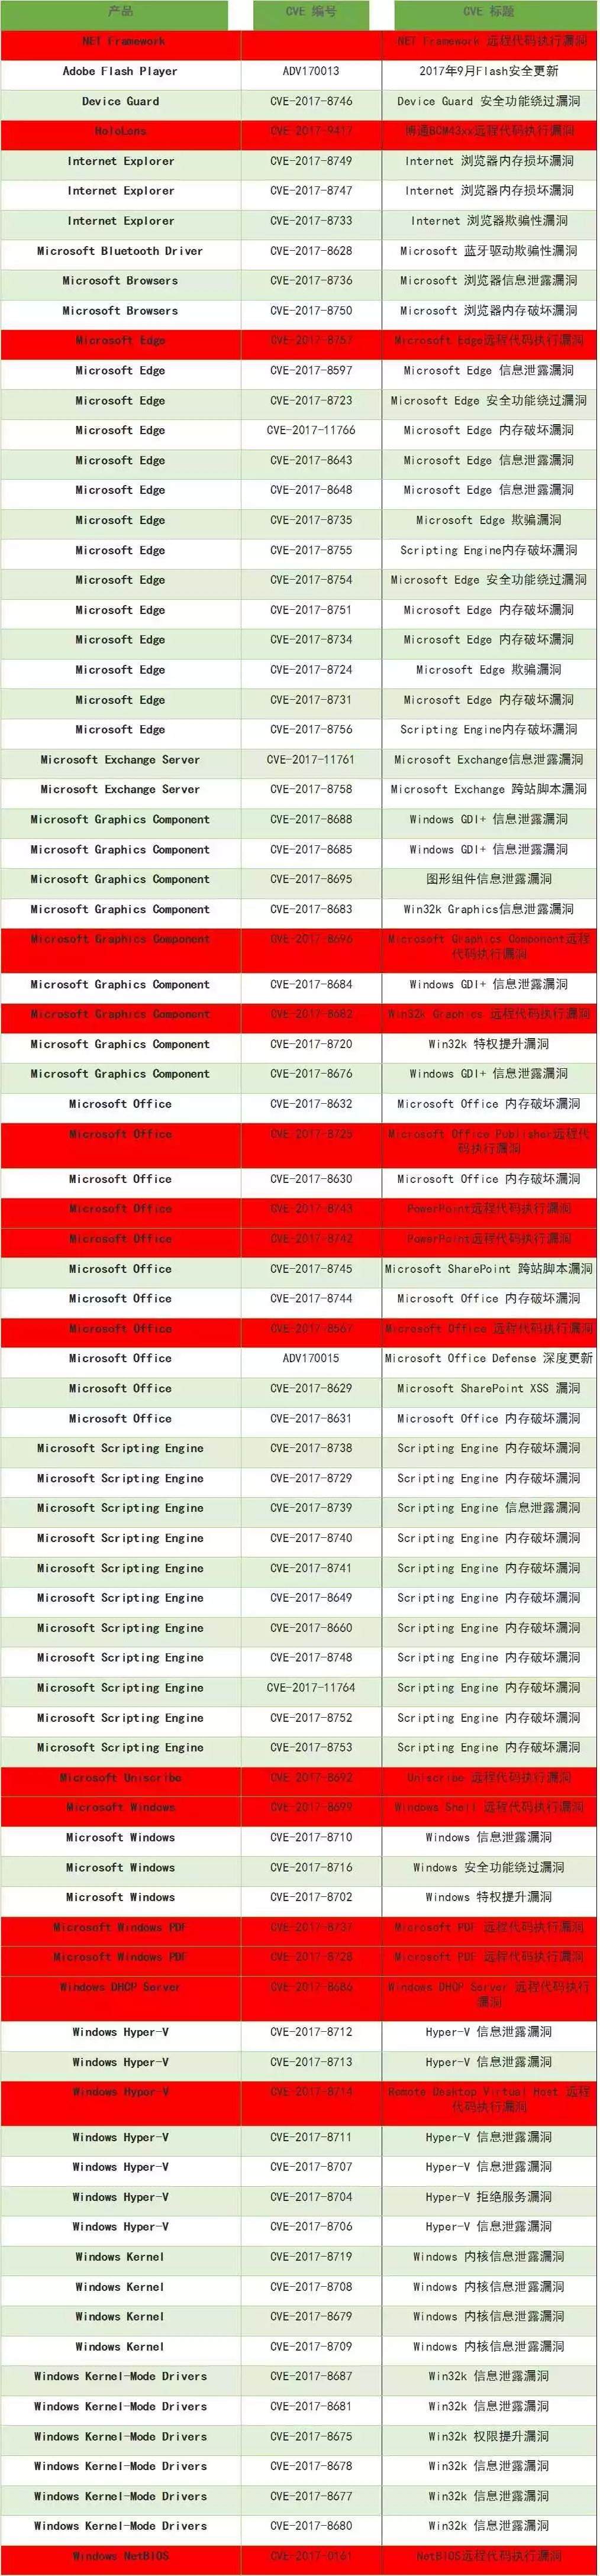 产品 CVE 编号 CVE 标题
NET Framework NET Framework 远程代码执行漏洞
Adobe Flash Player ADV170013 2017年9月Flash安全更新
Device Guard CVE-2017-8746 Device Guard 安全功能绕过漏洞
HoloLens CVE-2017-9417 博通BCM43xx远程代码执行漏洞
Internet Explorer CVE-2017-8749 Internet 浏览器内存损坏漏洞
Internet Explorer CVE-2017-8747 Internet 浏览器内存损坏漏洞
Internet Explorer CVE-2017-8733 Internet 浏览器欺骗性漏洞
Microsoft Bluetooth Driver CVE-2017-8628 Microsoft 蓝牙驱动欺骗性漏洞
Microsoft Browsers CVE-2017-8736 Microsoft 浏览器信息泄露漏洞
Microsoft Browsers CVE-2017-8750 Microsoft 浏览器内存破坏漏洞
Microsoft Edge CVE-2017-8757 Microsoft Edge远程代码执行漏洞
Microsoft Edge CVE-2017-8597 Microsoft Edge 信息泄露漏洞
Microsoft Edge CVE-2017-8723 Microsoft Edge 安全功能绕过漏洞
Microsoft Edge CVE-2017-11766 Microsoft Edge 内存破坏漏洞
Microsoft Edge CVE-2017-8643 Microsoft Edge 信息泄露漏洞
Microsoft Edge CVE-2017-8648 Microsoft Edge 信息泄露漏洞
Microsoft Edge CVE-2017-8735 Microsoft Edge 欺骗漏洞
Microsoft Edge CVE-2017-8755 Scripting Engine内存破坏漏洞
Microsoft Edge CVE-2017-8754 Microsoft Edge 安全功能绕过漏洞
Microsoft Edge CVE-2017-8751 Microsoft Edge 内存破坏漏洞
Microsoft Edge CVE-2017-8734 Microsoft Edge 内存破坏漏洞
Microsoft Edge CVE-2017-8724 Microsoft Edge 欺骗漏洞
Microsoft Edge CVE-2017-8731 Microsoft Edge 内存破坏漏洞
Microsoft Edge CVE-2017-8756 Scripting Engine内存破坏漏洞
Microsoft Exchange Server CVE-2017-11761 Microsoft Exchange信息泄露漏洞
Microsoft Exchange Server CVE-2017-8758 Microsoft Exchange 跨站脚本漏洞
Microsoft Graphics Component CVE-2017-8688 Windows GDI+ 信息泄露漏洞
Microsoft Graphics Component CVE-2017-8685 Windows GDI+ 信息泄露漏洞
Microsoft Graphics Component CVE-2017-8695 图形组件信息泄露漏洞
Microsoft Graphics Component CVE-2017-8683 Win32k Graphics信息泄露漏洞
Microsoft Graphics Component CVE-2017-8696 Microsoft Graphics Component远程
代码执行漏洞
Microsoft Graphics Component CVE-2017-8684 Windows GDI+ 信息泄露漏洞
Microsoft Graphics Component CVE-2017-8682 Win32k Graphics 远程代码执行漏洞
Microsoft Graphics Component CVE-2017-8720 Win32k 特权提升漏洞
Microsoft Graphics Component CVE-2017-8676 Windows GDI+ 信息泄露漏洞
Microsoft Office CVE-2017-8632 Microsoft Office 内存破坏漏洞
Microsoft Office CVE-2017-8725 Microsoft Office Publisher远程代
码执行漏洞
Microsoft Office CVE-2017-8630 Microsoft Office 内存破坏漏洞
Microsoft Office CVE-2017-8743 PowerPoint远程代码执行漏洞
Microsoft Office CVE-2017-8742 PowerPoint远程代码执行漏洞
Microsoft Office CVE-2017-8745 Microsoft SharePoint 跨站脚本漏洞
Microsoft Office CVE-2017-8744 Microsoft Office 内存破坏漏洞
Microsoft Office CVE-2017-8567 Microsoft Office 远程代码执行漏洞
Microsoft Office ADV170015 Microsoft Office Defense 深度更新
Microsoft Office CVE-2017-8629 Microsoft SharePoint XSS 漏洞
Microsoft Office CVE-2017-8631 Microsoft Office 内存破坏漏洞
Microsoft Scripting Engine CVE-2017-8738 Scripting Engine 内存破坏漏洞
Microsoft Scripting Engine CVE-2017-8729 Scripting Engine 内存破坏漏洞
Microsoft Scripting Engine CVE-2017-8739 Scripting Engine 信息泄露漏洞
Microsoft Scripting Engine CVE-2017-8740 Scripting Engine 内存破坏漏洞
Microsoft Scripting Engine CVE-2017-8741 Scripting Engine 内存破坏漏洞
Microsoft Scripting Engine CVE-2017-8649 Scripting Engine 内存破坏漏洞
Microsoft Scripting Engine CVE-2017-8660 Scripting Engine 内存破坏漏洞
Microsoft Scripting Engine CVE-2017-8748 Scripting Engine 内存破坏漏洞
Microsoft Scripting Engine CVE-2017-11764 Scripting Engine 内存破坏漏洞
Microsoft Scripting Engine CVE-2017-8752 Scripting Engine 内存破坏漏洞
Microsoft Scripting Engine CVE-2017-8753 Scripting Engine 内存破坏漏洞
Microsoft Uniscribe CVE-2017-8692 Uniscribe 远程代码执行漏洞
Microsoft Windows CVE-2017-8699 Windows Shell 远程代码执行漏洞
Microsoft Windows CVE-2017-8710 Windows 信息泄露漏洞
Microsoft Windows CVE-2017-8716 Windows 安全功能绕过漏洞
Microsoft Windows CVE-2017-8702 Windows 特权提升漏洞
Microsoft Windows PDF CVE-2017-8737 Microsoft PDF 远程代码执行漏洞
Microsoft Windows PDF CVE-2017-8728 Microsoft PDF 远程代码执行漏洞
Windows DHCP Server CVE-2017-8686 Windows DHCP Server 远程代码执行
漏洞
Windows Hyper-V CVE-2017-8712 Hyper-V 信息泄露漏洞
Windows Hyper-V CVE-2017-8713 Hyper-V 信息泄露漏洞
Windows Hyper-V CVE-2017-8714 Remote Desktop Virtual Host 远程
代码执行漏洞
Windows Hyper-V CVE-2017-8711 Hyper-V 信息泄露漏洞
Windows Hyper-V CVE-2017-8707 Hyper-V 信息泄露漏洞
Windows Hyper-V CVE-2017-8704 Hyper-V 拒绝服务漏洞
Windows Hyper-V CVE-2017-8706 Hyper-V 信息泄露漏洞
Windows Kernel CVE-2017-8719 Windows 内核信息泄露漏洞
Windows Kernel CVE-2017-8708 Windows 内核信息泄露漏洞
Windows Kernel CVE-2017-8679 Windows 内核信息泄露漏洞
Windows Kernel CVE-2017-8709 Windows 内核信息泄露漏洞
Windows Kernel-Mode Drivers CVE-2017-8687 Win32k 信息泄露漏洞
Windows Kernel-Mode Drivers CVE-2017-8681 Win32k 信息泄露漏洞
Windows Kernel-Mode Drivers CVE-2017-8675 Win32k 权限提升漏洞
Windows Kernel-Mode Drivers CVE-2017-8678 Win32k 信息泄露漏洞
Windows Kernel-Mode Drivers CVE-2017-8677 Win32k 信息泄露漏洞
Windows Kernel-Mode Drivers CVE-2017-8680 Win32k 信息泄露漏洞
Windows NetBIOS CVE-2017-0161 NetBIOS远程代码执行漏洞